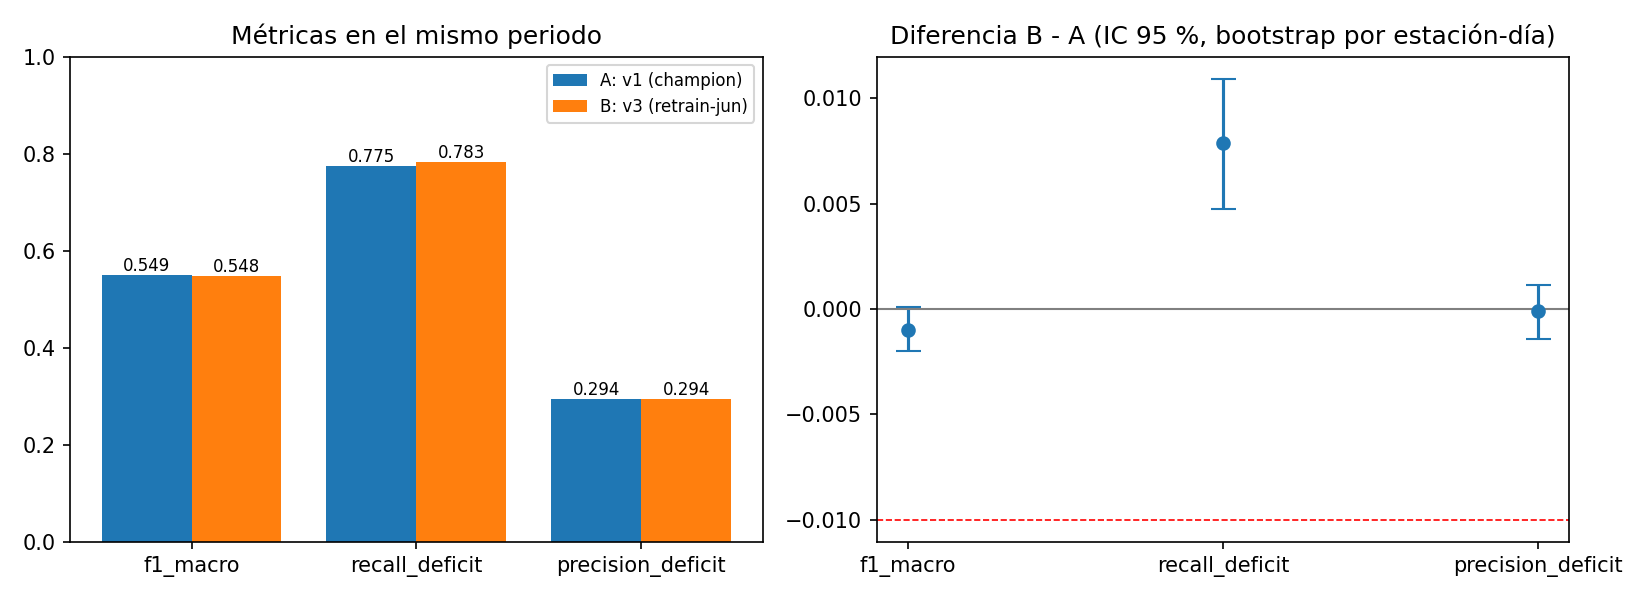 Métricas en el mismo periodo
1.0
0.8
0.6
0.4
0.2
0.0
A: v1 (champion)
B: v3 (retrain-jun)
0.549
0.548
0.775
0.783
0.294
0.294
f1_macro
recall_deficit
precision_deficit
Diferencia B - A (IC 95 %, bootstrap por estación-día)
0.010
0.005
0.000
−0.005
−0.010
f1_macro
recall_deficit
precision_deficit